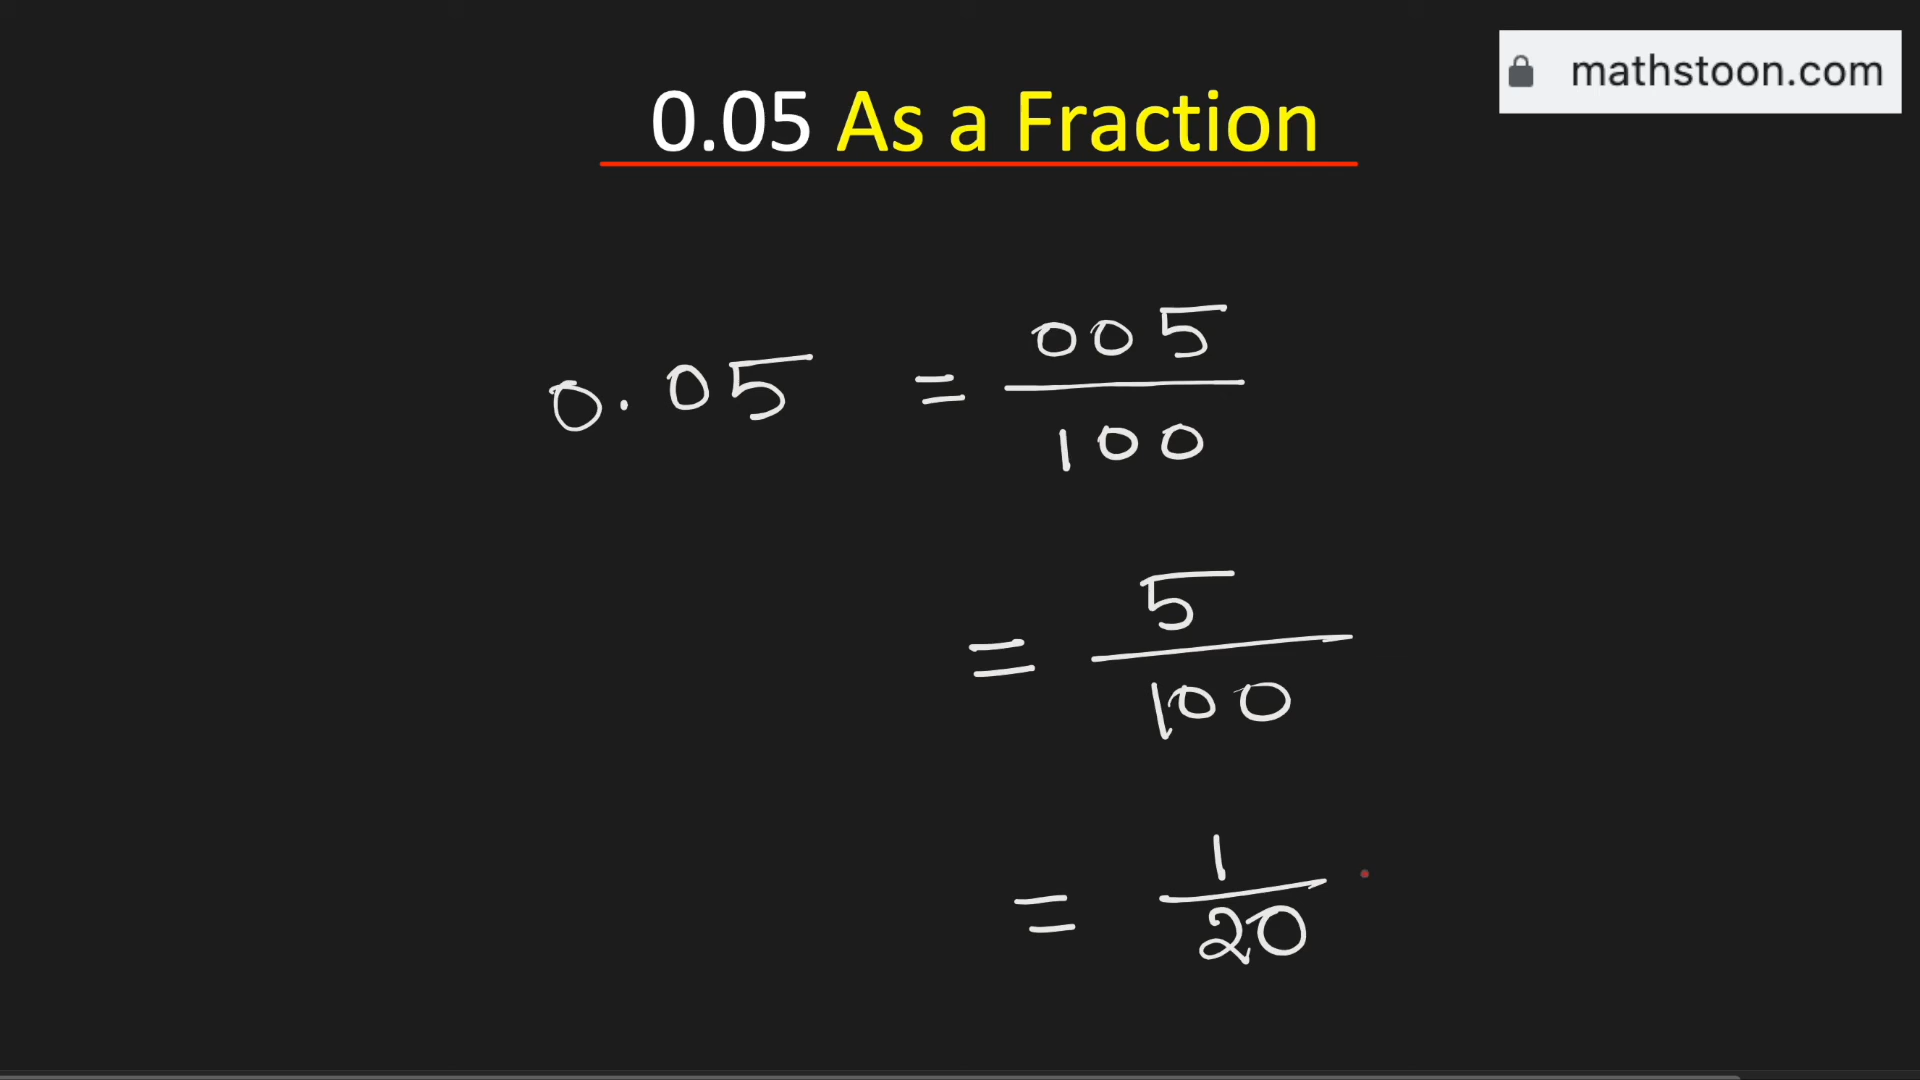 mathstoon.com
0.05 As a Fraction
0.05 = 005/100
= 5/100
= 1/20